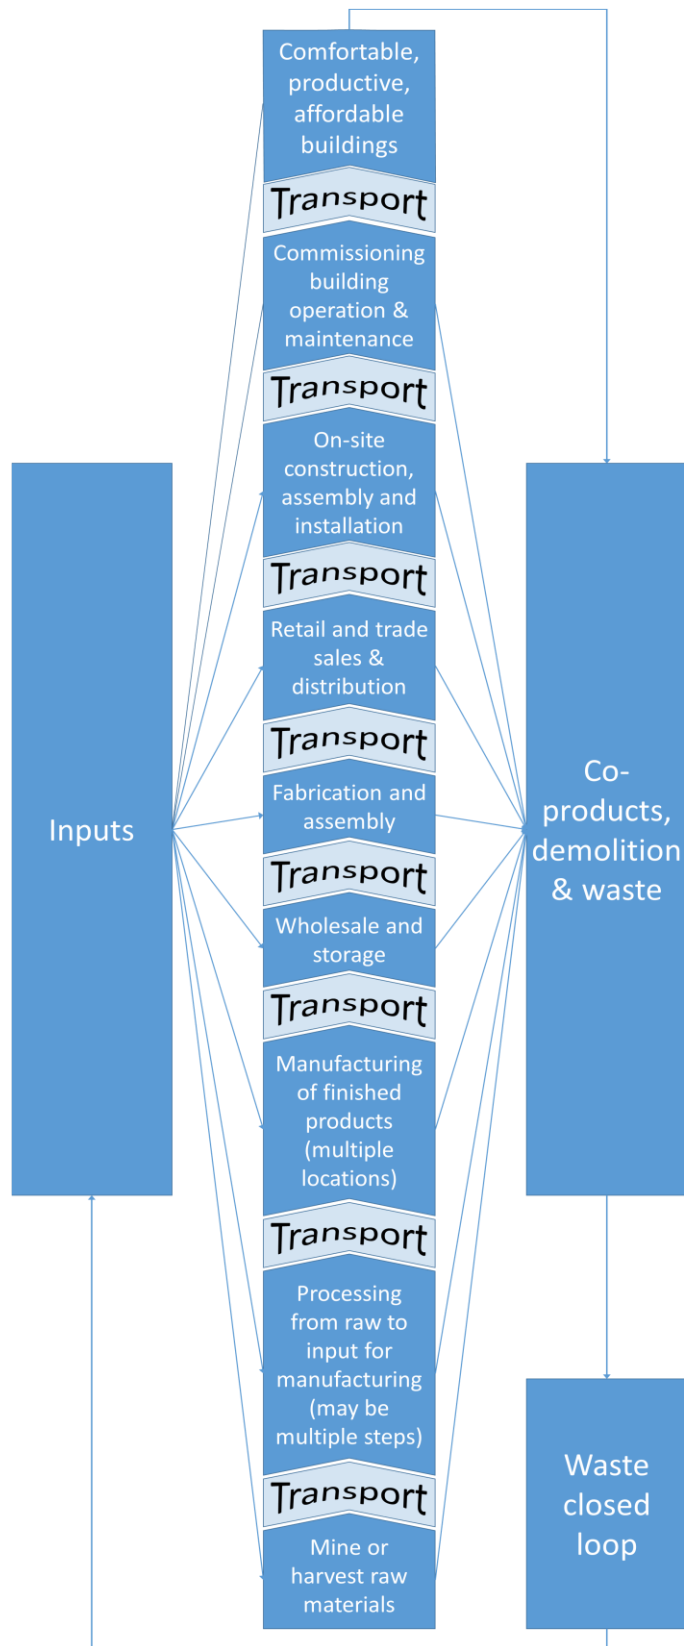 Comfortable,
productive,
affordable
buildings
Transport
Commissioning
building
operation &
maintenance
Transport
On-site
construction,
assembly and
installation
Transport
Retail and trade
sales &
distribution
Transport
Fabrication and
assembly
Transport
Wholesale and
storage
Transport
Manufacturing
of finished
products
(multiple
locations)
Transport
Processing
from raw to
input for
manufacturing
(may be
multiple steps)
Transport
Mine or
harvest raw
materials
Inputs
Co-
products,
demolition
& waste
Waste
closed
loop